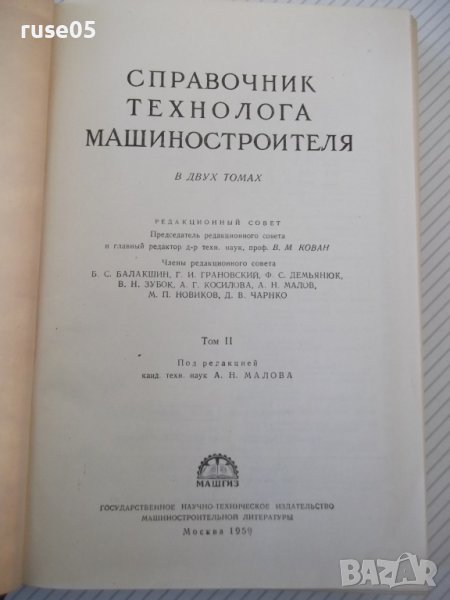 ruse05
СПРАВОЧНИК
ТЕХНОЛОГА
МАШИНОСТРОИТЕЛЯ
В ДВУХ ТОМАХ
РЕДАКЦИОННЫЙ СОВЕТ
Председатель редакционного совета
и главный редактор д-р техн. наук, проф. В. М КОВАН
Члены редакционного совета
Б. С. БАЛАКШИН, Г. И. ГРАНОВСКИЙ, Ф. С. ДЕМЬЯНЮК,
В. Н. ЗУБОК, А. Г. КОСИЛОВА, А. Н. МАЛОВ,
М. П. НОВИКОВ, Д. В. ЧАРНКО
Том II
Под редакцией
канд. техн. наук А. Н. МАЛОВА
МАШГИЗ
ГОСУДАРСТВЕННОЕ НАУЧНО-ТЕХНИЧЕСКОЕ ИЗДАТЕЛЬСТВО
МАШИНОСТРОИТЕЛЬНОЙ ЛИТЕРАТУРЫ
Москва 1959
BAZAR
.bg